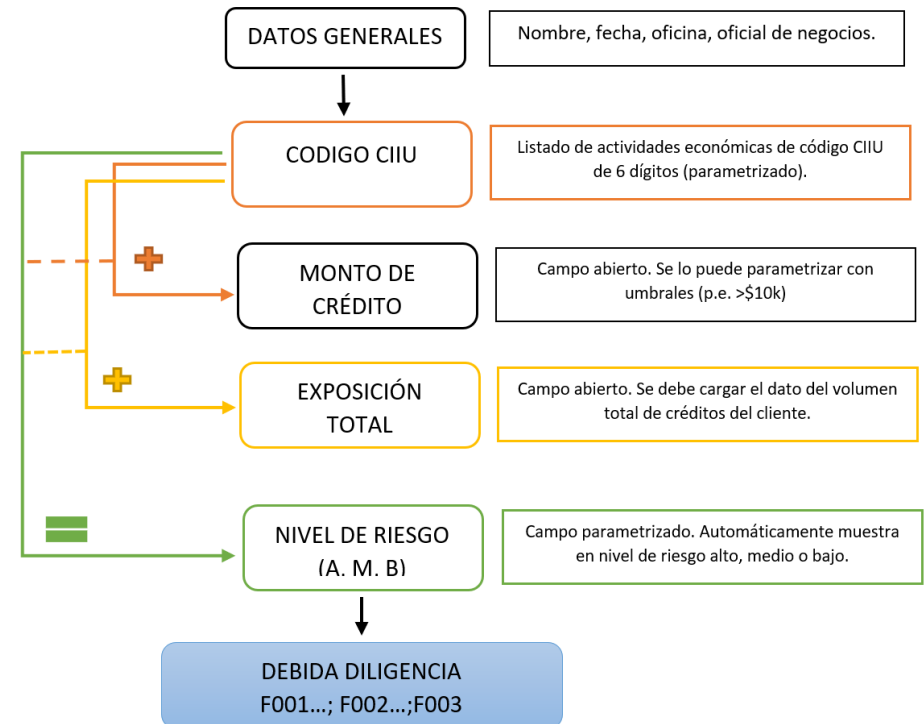 DATOS GENERALES
Nombre, fecha, oficina, oficial de negocios.
CODIGO CIIU
Listado de actividades económicas de código CIIU
de 6 dígitos (parametrizado).
MONTO DE
CRÉDITO
Campo abierto. Se lo puede parametrizar con
umbrales (p.e. >$10k)
EXPOSICIÓN
TOTAL
Campo abierto. Se debe cargar el dato del volumen
total de créditos del cliente.
NIVEL DE RIESGO
(A. M. B)
Campo parametrizado. Automáticamente muestra
en nivel de riesgo alto, medio o bajo.
DEBIDA DILIGENCIA
F001...; F002...;F003